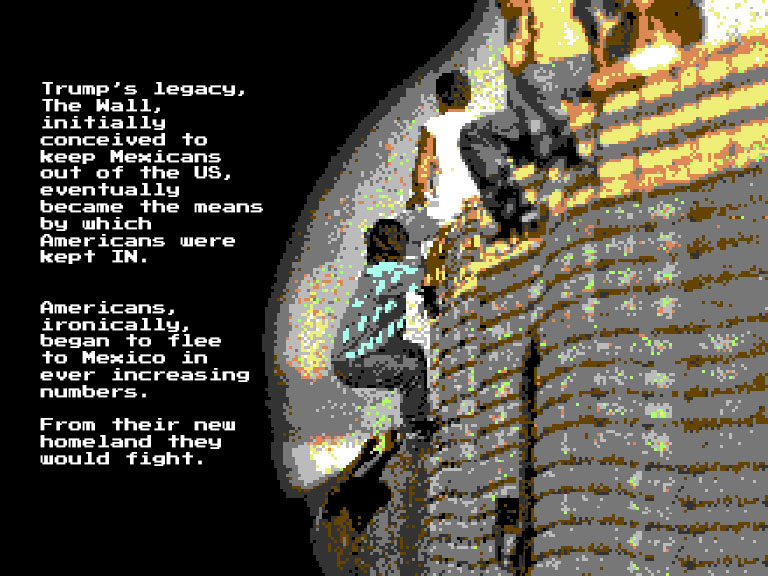 Trump's legacy,
The Wall,
initially
conceived to
keep Mexicans
out of the US,
eventually
became the means
by which
Americans were
kept IN.
Americans,
ironically,
began to flee
to Mexico in
ever increasing
numbers.
From their new
homeland they
would fight.